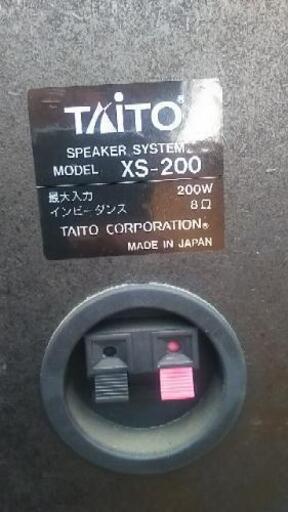 TAITO®
SPEAKER SYSTEM
MODEL XS-200
最大入力 200W
インピーダンス 8Ω
TAITO CORPORATION®
MADE IN JAPAN